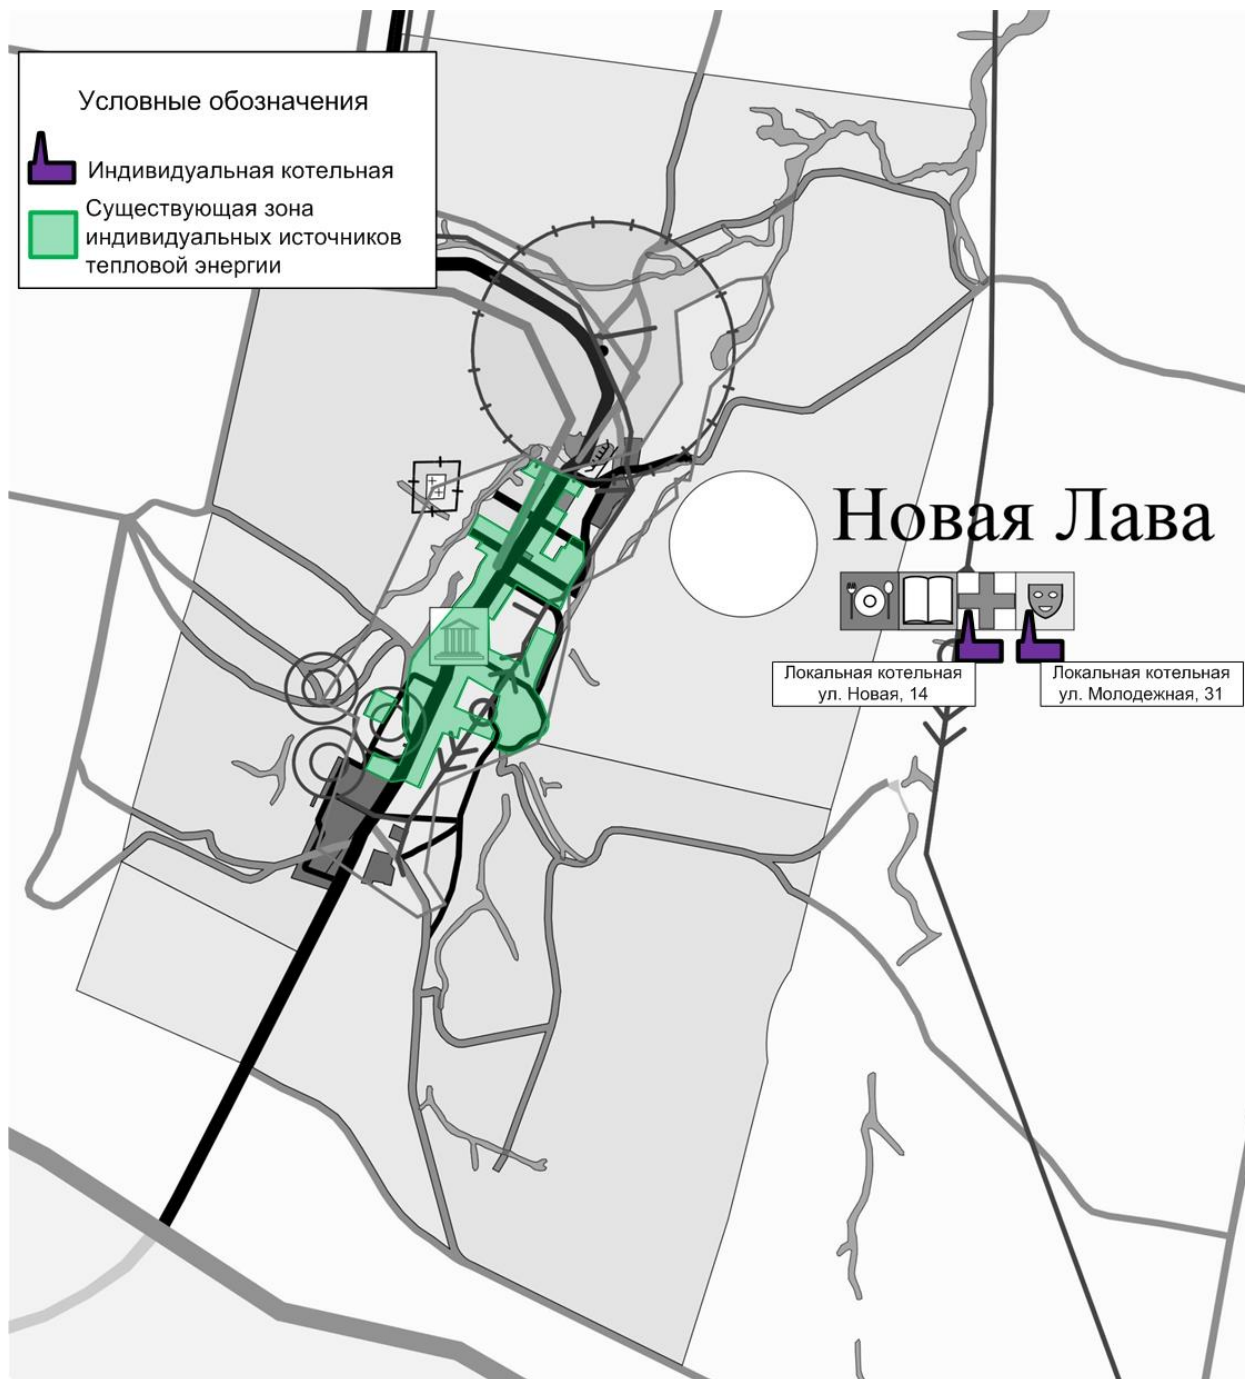 Условные обозначения
Индивидуальная котельная
Существующая зона
индивидуальных источников
тепловой энергии
Новая Лава
Локальная котельная
ул. Новая, 14
Локальная котельная
ул. Молодежная, 31